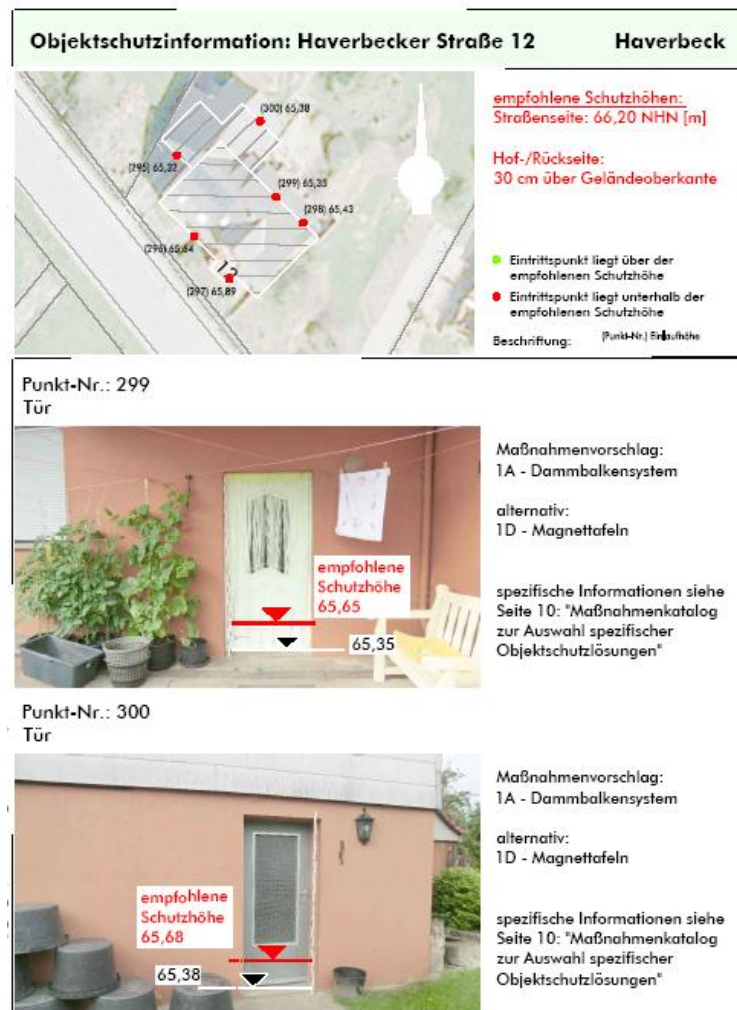 Objektschutzinformation: Haverbecker Straße 12 Haverbeck
(300) 65,38
(295) 65,32
(299) 65,35
(298) 65,43
(296) 65,64
12
(297) 65,89
empfohlene Schutzhöhen:
Straßenseite: 66,20 NHN [m]
Hof-/Rückseite:
30 cm über Geländeoberkante
Eintrittspunkt liegt über der
empfohlenen Schutzhöhe
Eintrittspunkt liegt unterhalb der
empfohlenen Schutzhöhe
Beschriftung: (Punkt-Nr.) Einlaufhöhe
Punkt-Nr.: 299
Tür
empfohlene
Schutzhöhe
65,65
65,35
Maßnahmenvorschlag:
1A - Dammbalkensystem
alternativ:
1D - Magnettafeln
spezifische Informationen siehe
Seite 10: "Maßnahmenkatalog
zur Auswahl spezifischer
Objektschutzlösungen"
Punkt-Nr.: 300
Tür
empfohlene
Schutzhöhe
65,68
65,38
Maßnahmenvorschlag:
1A - Dammbalkensystem
alternativ:
1D - Magnettafeln
spezifische Informationen siehe
Seite 10: "Maßnahmenkatalog
zur Auswahl spezifischer
Objektschutzlösungen"